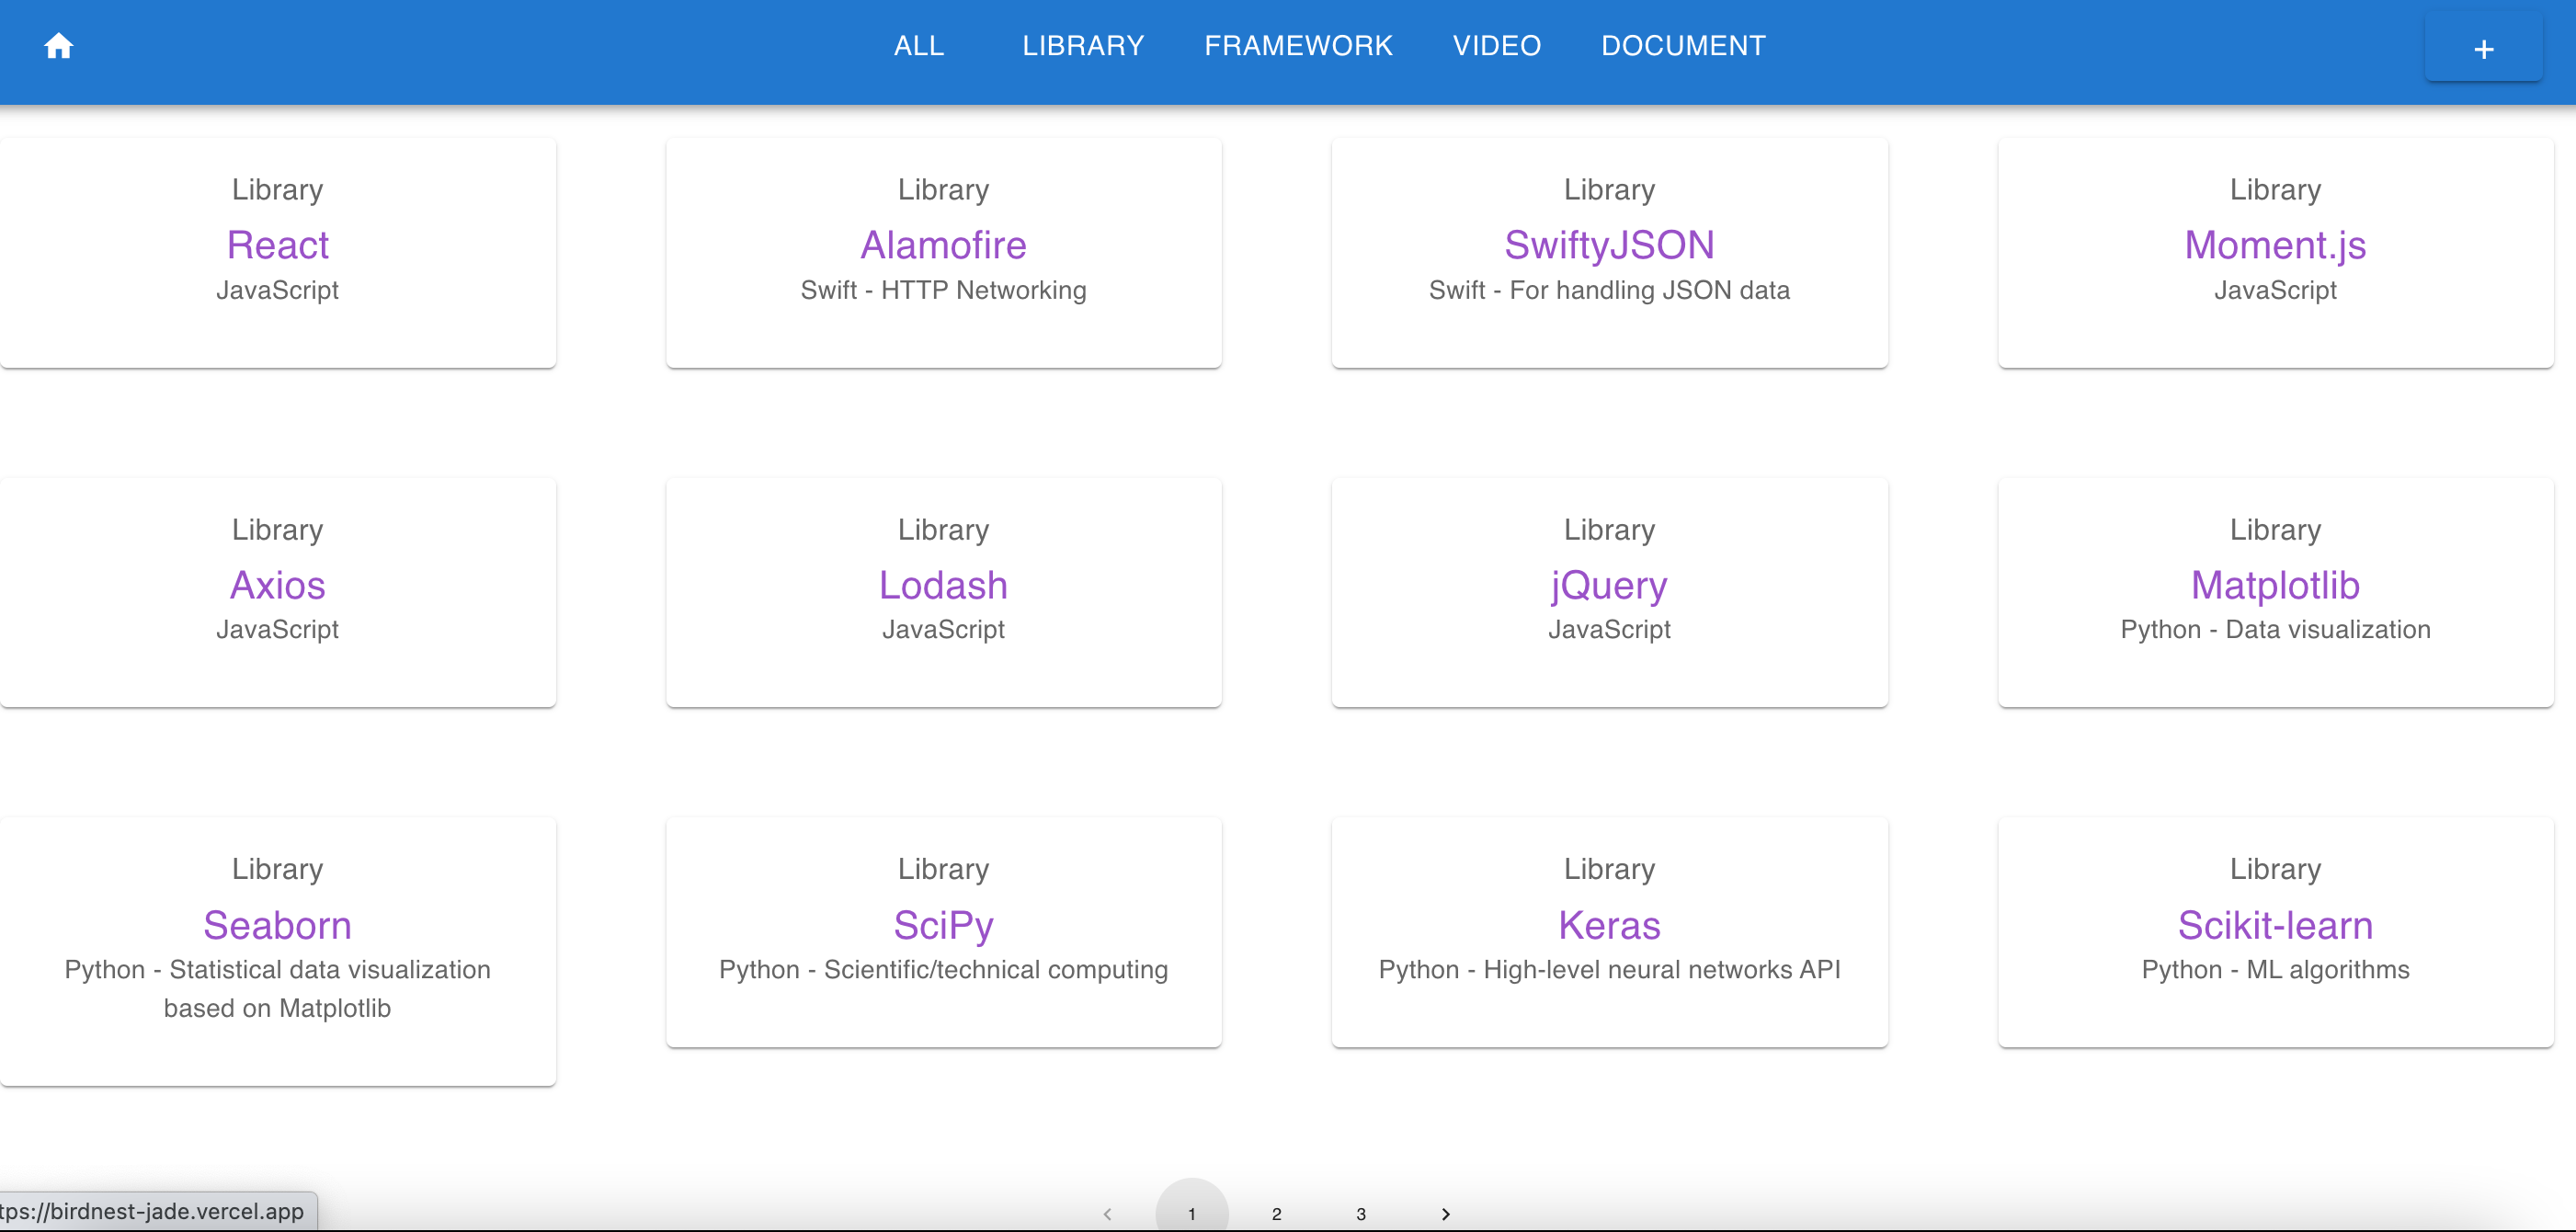 ALL LIBRARY FRAMEWORK VIDEO DOCUMENT +
Library
React
JavaScript
Library
Alamofire
Swift - HTTP Networking
Library
SwiftyJSON
Swift - For handling JSON data
Library
Moment.js
JavaScript
Library
Axios
JavaScript
Library
Lodash
JavaScript
Library
jQuery
JavaScript
Library
Matplotlib
Python - Data visualization
Library
Seaborn
Python - Statistical data visualization
based on Matplotlib
Library
SciPy
Python - Scientific/technical computing
Library
Keras
Python - High-level neural networks API
Library
Scikit-learn
Python - ML algorithms
‹ 1 2 3 ›
tps://birdnest-jade.vercel.app